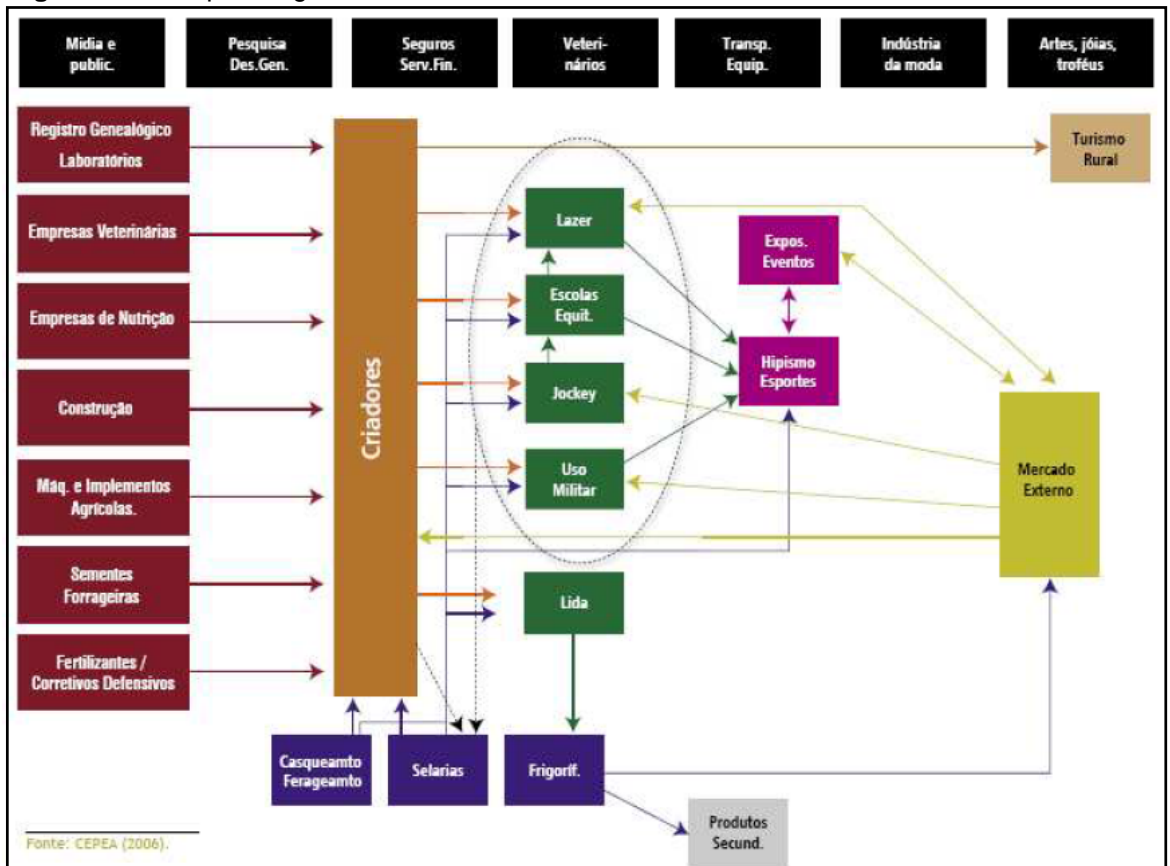 Mídia e
public.
Pesquisa
Des.Gen.
Seguros
Serv.Fin.
Veteri-
nários
Transp.
Equip.
Indústria
da moda
Artes, jóias,
troféus
Registro Genealógico
Laboratórios
Empresas Veterinárias
Empresas de Nutrição
Construção
Máq. e Implementos
Agrícolas.
Sementes
Forrageiras
Fertilizantes /
Corretivos Defensivos
Criadores
Lazer
Escolas
Equit.
Jockey
Uso
Militar
Lida
Expos.
Eventos
Hipismo
Esportes
Turismo
Rural
Mercado
Externo
Casqueamto
Ferageamto
Selarias
Frigoríf.
Produtos
Secund.
Fonte: CEPEA (2006).